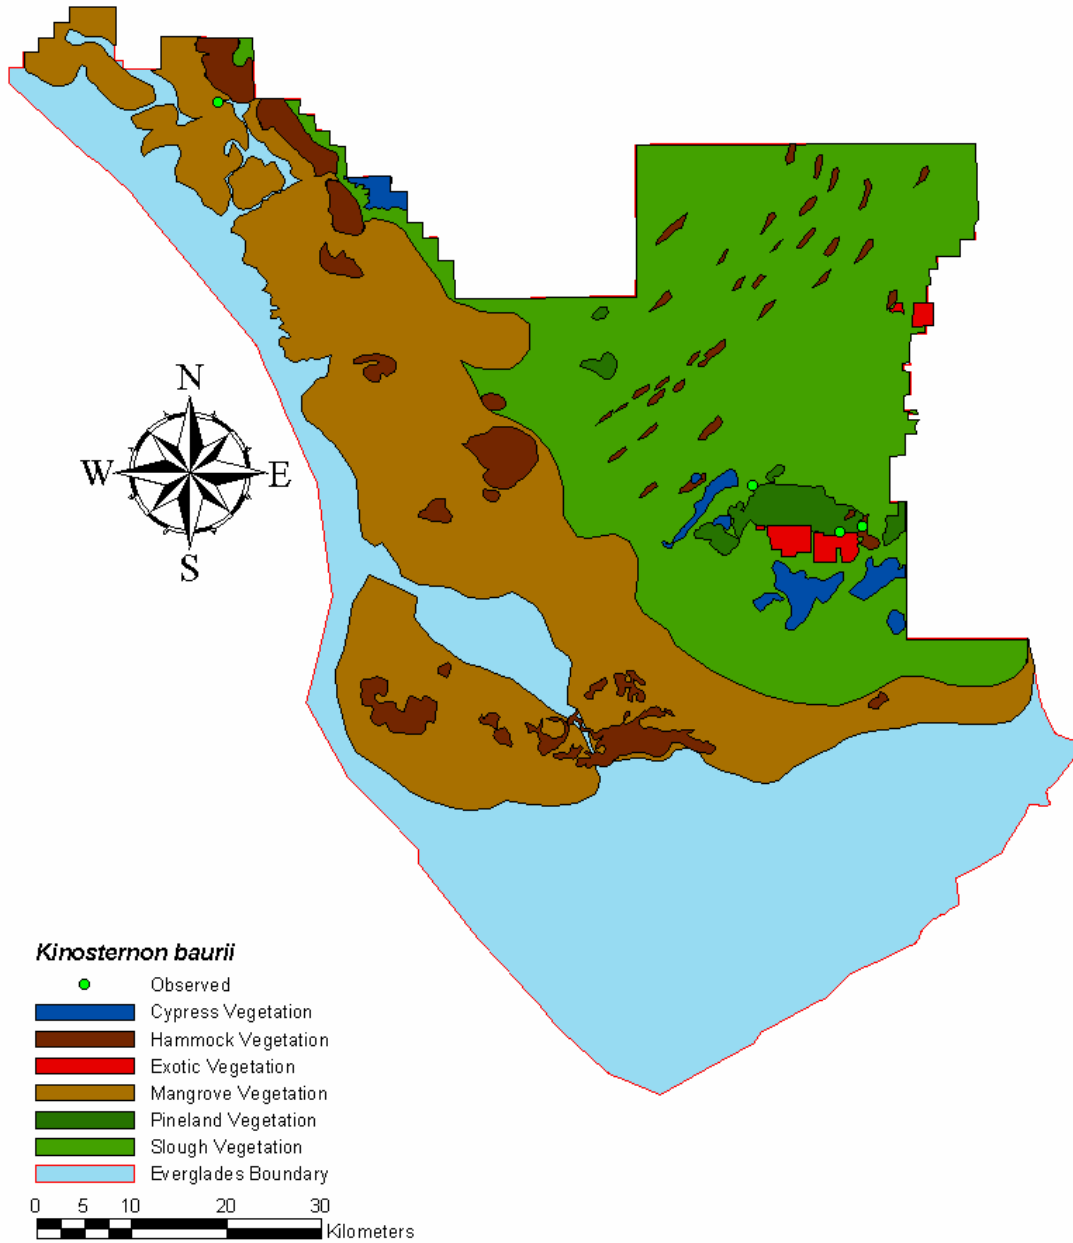 N
W E
S
Kinosternon baurii
Observed
Cypress Vegetation
Hammock Vegetation
Exotic Vegetation
Mangrove Vegetation
Pineland Vegetation
Slough Vegetation
Everglades Boundary
0 5 10 20 30
Kilometers